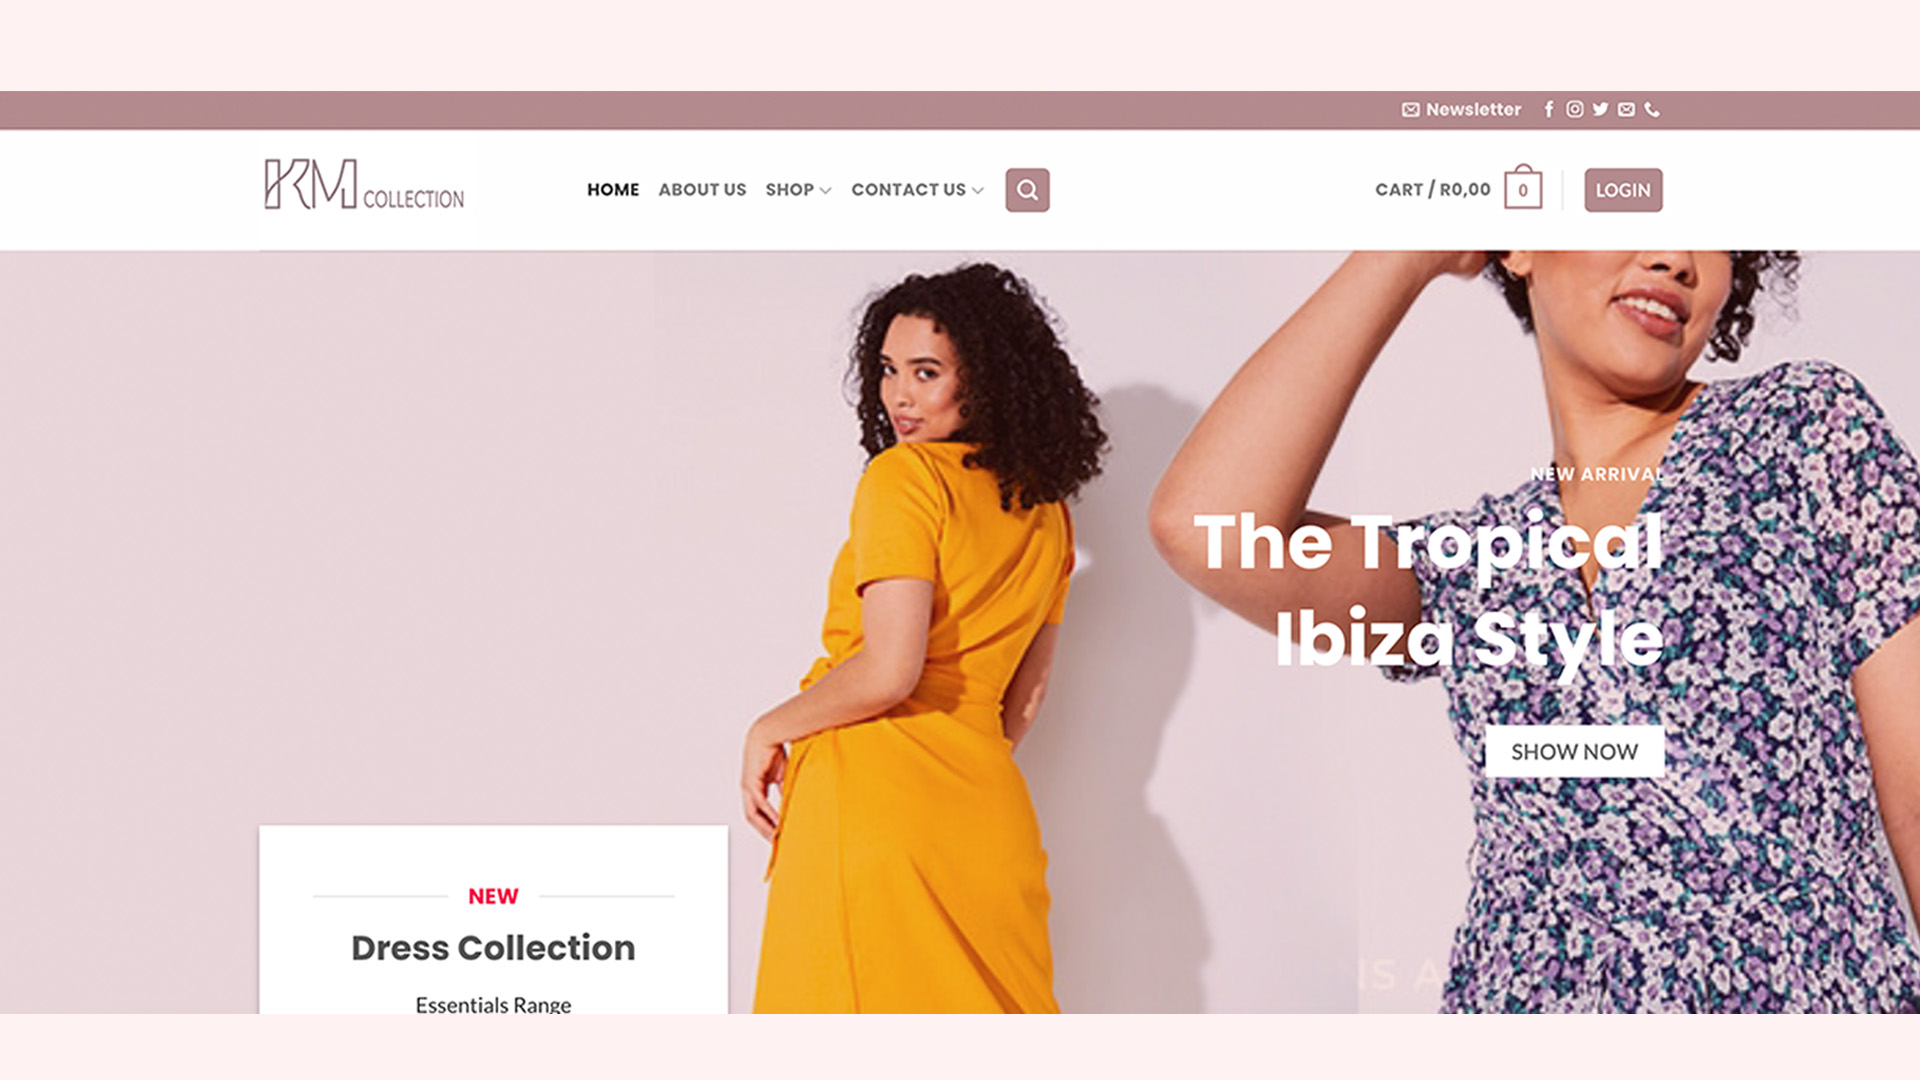 Newsletter
KM COLLECTION
HOME ABOUT US SHOP CONTACT US
CART / R0,00 0 LOGIN
NEW ARRIVAL
The Tropical
Ibiza Style
SHOW NOW
NEW
Dress Collection
Essentials Range
IS A